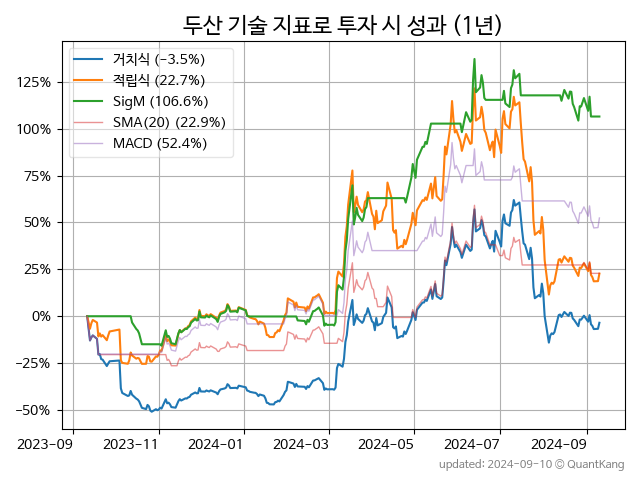 두산 기술 지표로 투자 시 성과 (1년)
거치식 (−3.5%)
적립식 (22.7%)
SigM (106.6%)
SMA(20) (22.9%)
MACD (52.4%)
125%
100%
75%
50%
25%
0%
−25%
−50%
2023-09 2023-11 2024-01 2024-03 2024-05 2024-07 2024-09
updated: 2024-09-10 ⓒ QuantKang